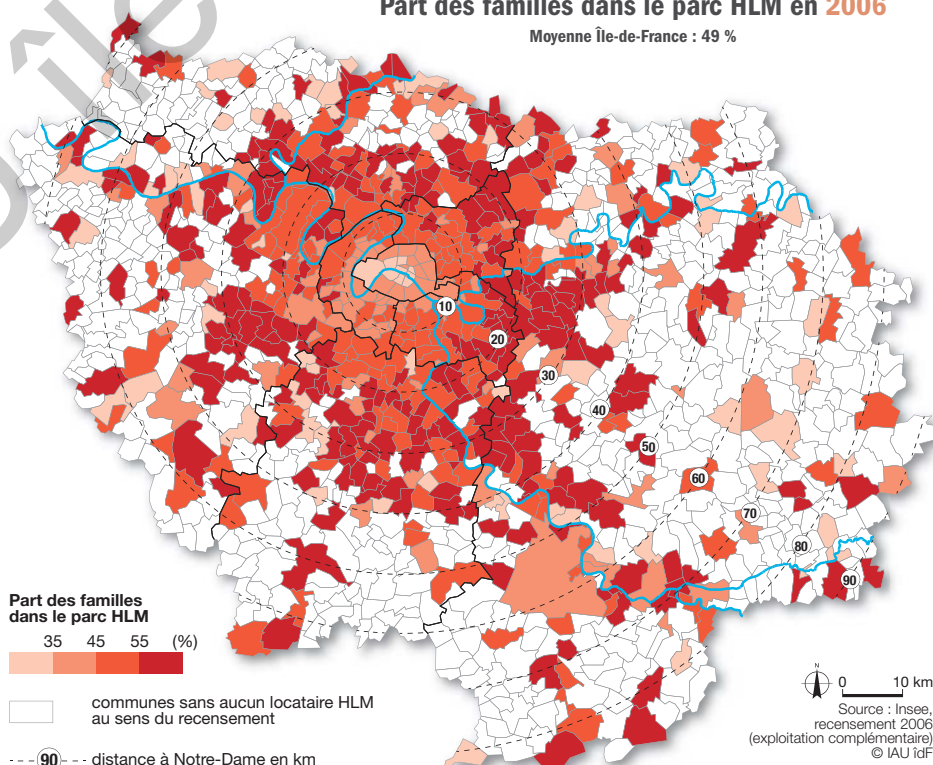 Part des familles dans le parc HLM en 2006
Moyenne Île-de-France : 49 %
10
20
30
40
50
60
70
80
90
Part des familles
dans le parc HLM
35 45 55 (%)
communes sans aucun locataire HLM
au sens du recensement
90 distance à Notre-Dame en km
N
0 10 km
Source : Insee,
recensement 2006
(exploitation complémentaire)
© IAU îdF